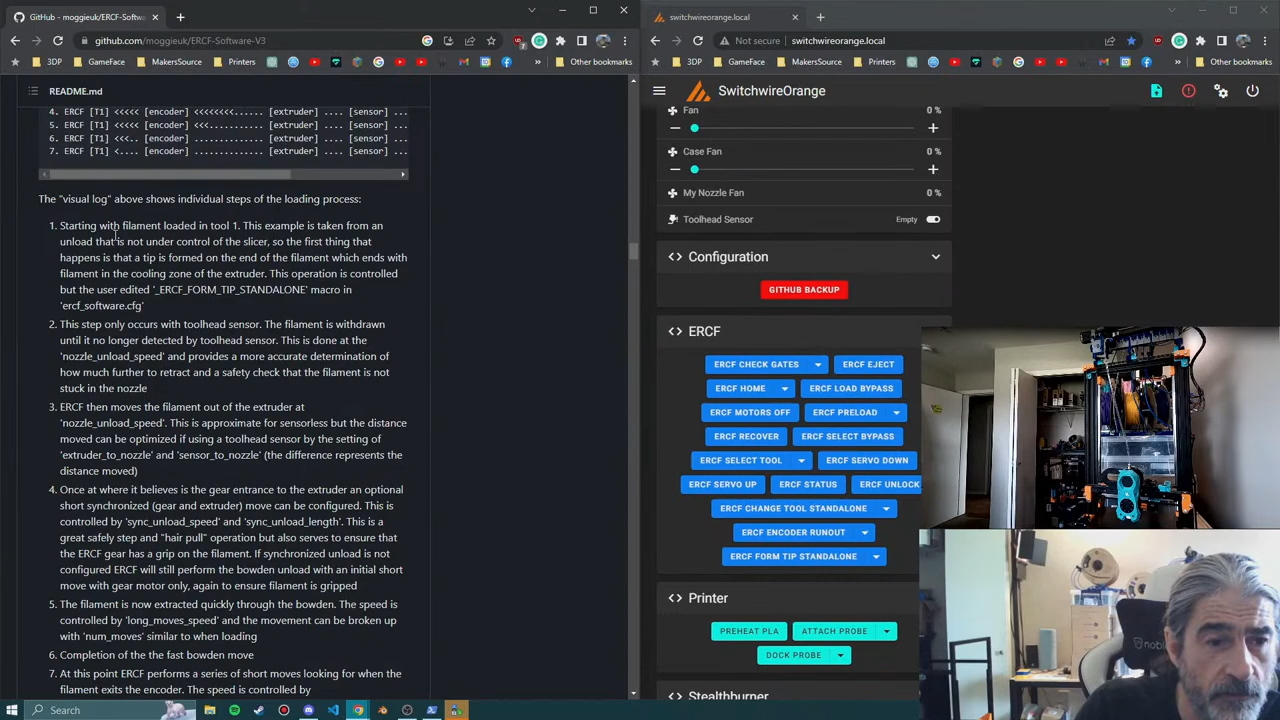 GitHub - moggieuk/ERCF-Softwa
switchwireorange.local
github.com/moggieuk/ERCF-Software-V3
Not secure
switchwireorange.local
3DP
GameFace
MakersSource
Printers
Other bookmarks
3DP
GameFace
MakersSource
Printers
Other bookmarks
README.md
4. ERCF [T1] <<<<< [encoder] <<<<<<<<...... [extruder] .... [sensor] ...
5. ERCF [T1] <<<<< [encoder] <<<........... [extruder] .... [sensor] ...
6. ERCF [T1] <<<.. [encoder] .............. [extruder] .... [sensor] ...
7. ERCF [T1] <.... [encoder] .............. [extruder] .... [sensor] ...
The "visual log" above shows individual steps of the loading process:
1. Starting with filament loaded in tool 1. This example is taken from an
unload that is not under control of the slicer, so the first thing that
happens is that a tip is formed on the end of the filament which ends with
filament in the cooling zone of the extruder. This operation is controlled
but the user edited '_ERCF_FORM_TIP_STANDALONE' macro in
'ercf_software.cfg'
2. This step only occurs with toolhead sensor. The filament is withdrawn
until it no longer detected by toolhead sensor. This is done at the
'nozzle_unload_speed' and provides a more accurate determination of
how much further to retract and a safety check that the filament is not
stuck in the nozzle
3. ERCF then moves the filament out of the extruder at
'nozzle_unload_speed'. This is approximate for sensorless but the distance
moved can be optimized if using a toolhead sensor by the setting of
'extruder_to_nozzle' and 'sensor_to_nozzle' (the difference represents the
distance moved)
4. Once at where it believes is the gear entrance to the extruder an optional
short synchronized (gear and extruder) move can be configured. This is
controlled by 'sync_unload_speed' and 'sync_unload_length'. This is a
great safety step and "hair pull" operation but also serves to ensure that
the ERCF gear has a grip on the filament. If synchronized unload is not
configured ERCF will still perform the bowden unload with an initial short
move with gear motor only, again to ensure filament is gripped
5. The filament is now extracted quickly through the bowden. The speed is
controlled by 'long_moves_speed' and the movement can be broken up
with 'num_moves' similar to when loading
6. Completion of the the fast bowden move
7. At this point ERCF performs a series of short moves looking for when the
filament exits the encoder. The speed is controlled by
SwitchwireOrange
Fan
0 %
Case Fan
0 %
My Nozzle Fan
0 %
Toolhead Sensor
Empty
Configuration
GITHUB BACKUP
ERCF
ERCF CHECK GATES
ERCF EJECT
ERCF HOME
ERCF LOAD BYPASS
ERCF MOTORS OFF
ERCF PRELOAD
ERCF RECOVER
ERCF SELECT BYPASS
ERCF SELECT TOOL
ERCF SERVO DOWN
ERCF SERVO UP
ERCF STATUS
ERCF UNLOCK
ERCF CHANGE TOOL STANDALONE
ERCF ENCODER RUNOUT
ERCF FORM TIP STANDALONE
Printer
PREHEAT PLA
ATTACH PROBE
DOCK PROBE
Stealthburner
Search